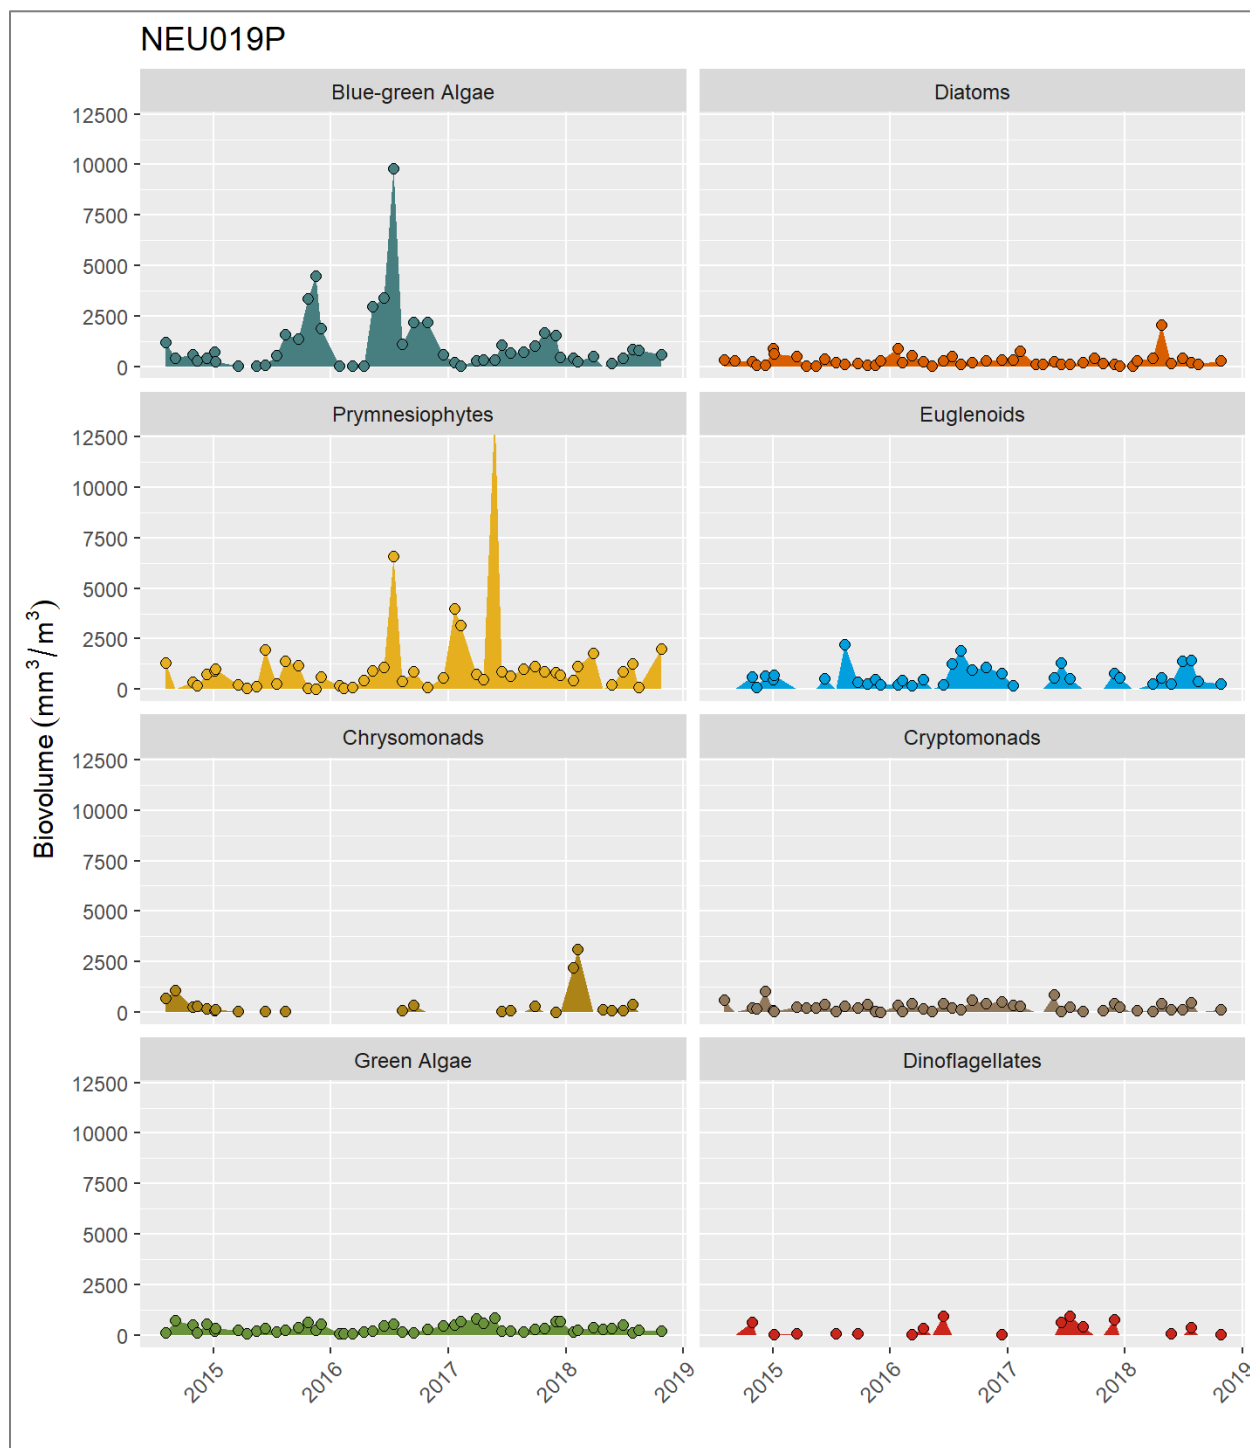 NEU019P
Blue-green Algae
Diatoms
12500
10000
7500
5000
2500
0
Prymnesiophytes
Euglenoids
12500
10000
7500
5000
2500
0
Chrysomonads
Cryptomonads
12500
10000
7500
5000
2500
0
Green Algae
Dinoflagellates
12500
10000
7500
5000
2500
0
Biovolume (mm³/m³)
2015 2016 2017 2018 2019
2015 2016 2017 2018 2019